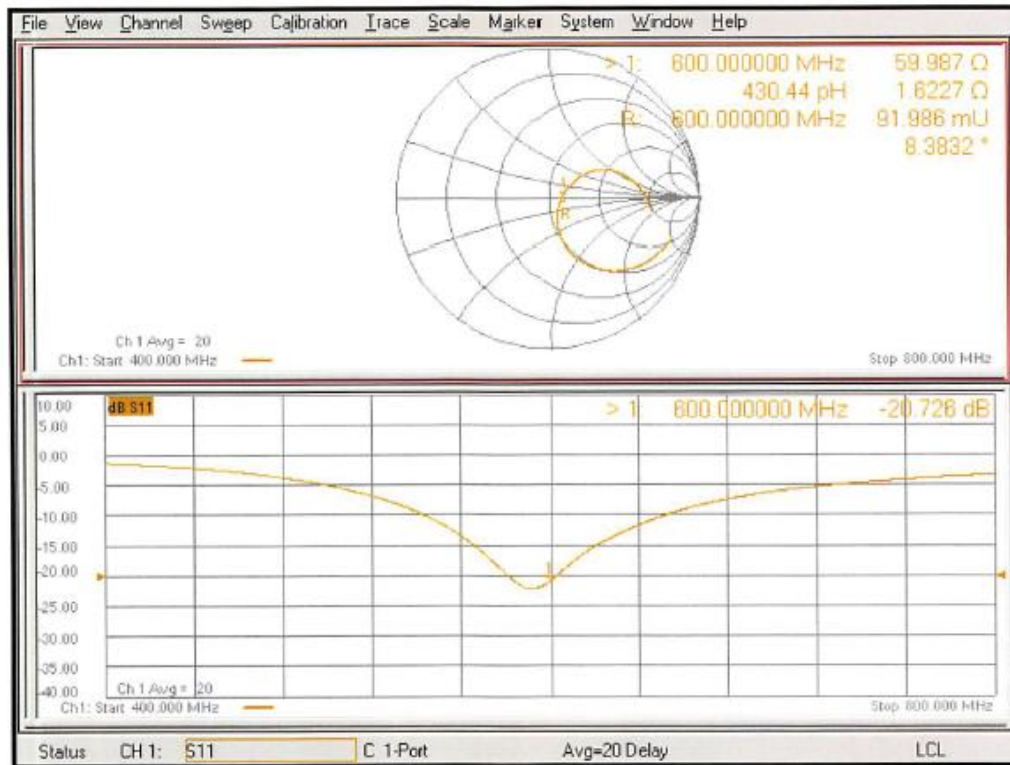 File View Channel Sweep Calibration Trace Scale Marker System Window Help
> 1: 600.000000 MHz 59.987 Ω
430.44 pH 1.6227 Ω
R: 600.000000 MHz 91.986 mU
8.3832 °
1
R
Ch 1 Avg = 20
Ch1: Start 400.000 MHz
Stop 800.000 MHz
10.00 dB S11 > 1 600.000000 MHz -20.726 dB
5.00
0.00
-5.00
-10.00
-15.00
-20.00 1
-25.00
-30.00
-35.00
-40.00 Ch 1 Avg = 20
Ch1: Start 400.000 MHz Stop 800.000 MHz
Status CH 1: S11 C 1-Port Avg=20 Delay LCL